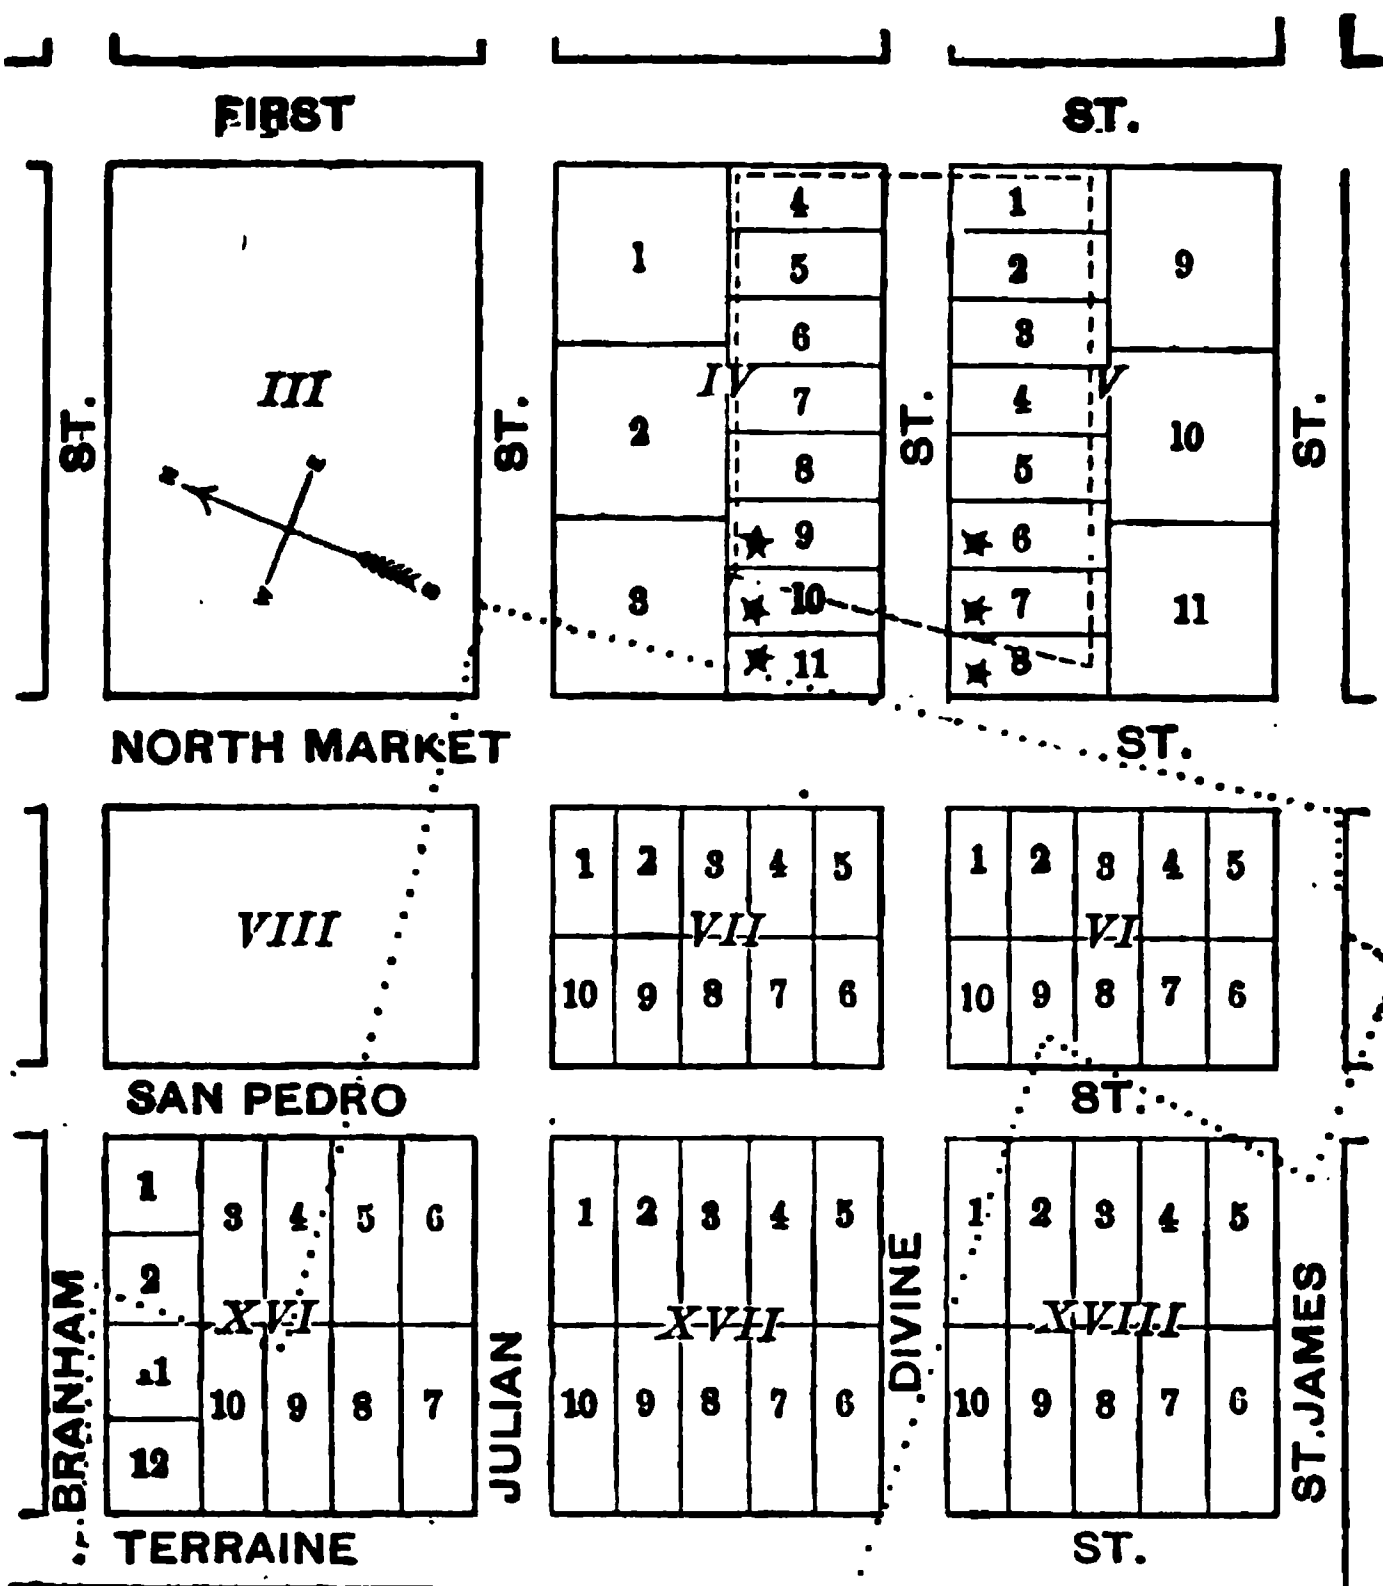 FIRST ST.
1 4 1 9
5 2
6 3
III IV V
ST. ST. 7 ST. 4 ST.
2 10
8 5
N E
9 6
S
3 10 7 11
W
11 8
NORTH MARKET ST.
1 2 3 4 5 1 2 3 4 5
VIII VII VI
10 9 8 7 6 10 9 8 7 6
SAN PEDRO ST.
1 3 4 5 6 1 2 3 4 5 1 2 3 4 5
2
XVI XVII XVIII
11
10 9 8 7 10 9 8 7 6 10 9 8 7 6
12
BRANHAM JULIAN DIVINE ST. JAMES
TERRAINE ST.